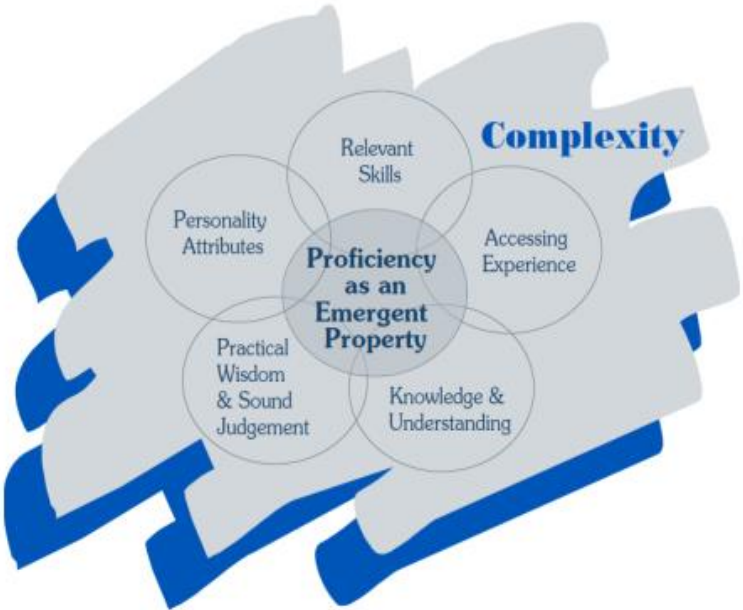 Complexity
Relevant
Skills
Personality
Attributes
Accessing
Experience
Proficiency
as an
Emergent
Property
Practical
Wisdom
& Sound
Judgement
Knowledge &
Understanding